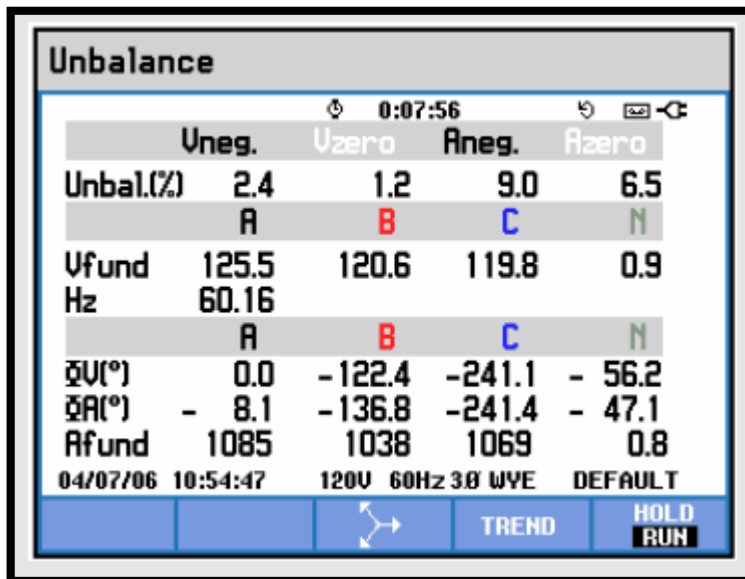 Unbalance
0:07:56
Vneg. Vzero Aneg. Azero
Unbal.(%) 2.4 1.2 9.0 6.5
A B C N
Vfund 125.5 120.6 119.8 0.9
Hz 60.16
A B C N
ΦV(°) 0.0 -122.4 -241.1 - 56.2
ΦA(°) - 8.1 -136.8 -241.4 - 47.1
Afund 1085 1038 1069 0.8
04/07/06 10:54:47 120V 60Hz 3Ø WYE DEFAULT
TREND HOLD
RUN